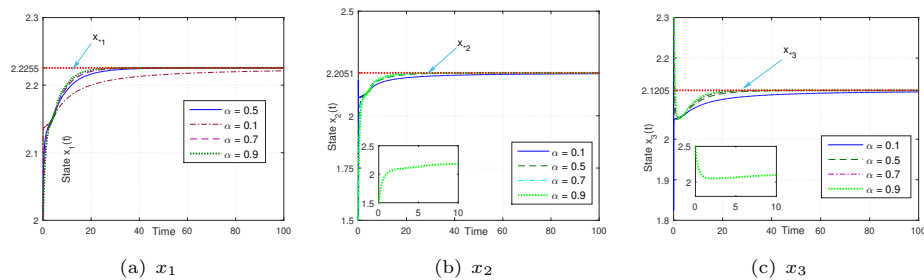 2.3
2.2255
2.2
2.1
2
State x1(t)
x*1
α = 0.5
α = 0.1
α = 0.7
α = 0.9
0 20 40 60 80 100
Time
(a) x1
2.5
2.2051
2
1.75
1.5
State x2(t)
x*2
2.5
2
1.5
0 5 10
α = 0.1
α = 0.5
α = 0.7
α = 0.9
0 20 40 60 80 100
Time
(b) x2
2.3
2.2
2.1205
2
1.9
1.8
State x3(t)
x*3
2
0 5 10
α = 0.1
α = 0.5
α = 0.7
α = 0.9
0 20 40 60 80 100
Time
(c) x3